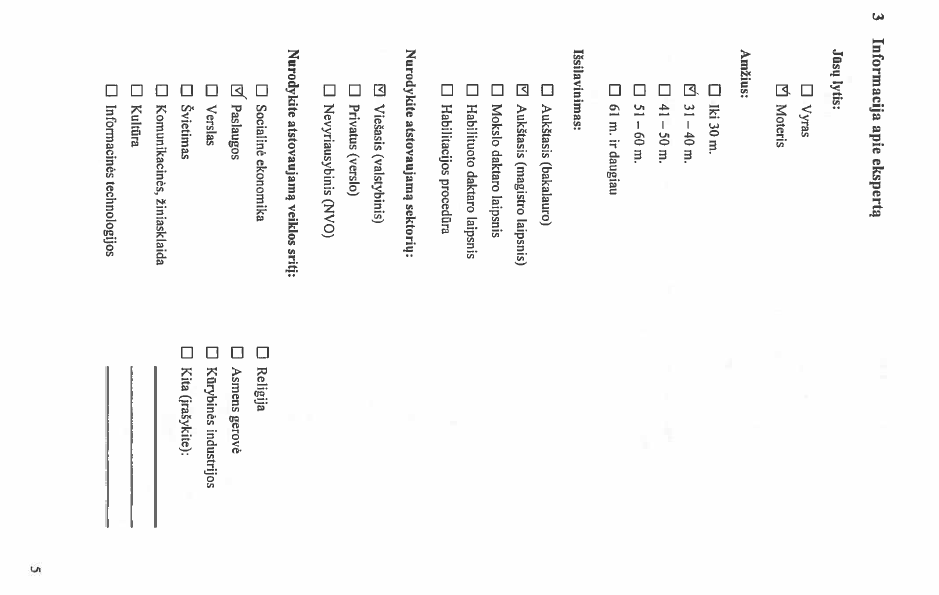 3 Informacija apie ekspertą
Jūsų lytis:
☐ Vyras
☑ Moteris
Amžius:
☐ Iki 30 m.
☑ 31 – 40 m.
☐ 41 – 50 m.
☐ 51 – 60 m.
☐ 61 m. ir daugiau
Išsilavinimas:
☐ Aukštasis (bakalauro)
☑ Aukštasis (magistro laipsnis)
☐ Mokslo daktaro laipsnis
☐ Habilituoto daktaro laipsnis
☐ Habilitacijos procedūra
Nurodykite atstovaujamą sektorių:
☑ Viešasis (valstybinis)
☐ Privatus (verslo)
☐ Nevyriausybinis (NVO)
Nurodykite atstovaujamą veiklos sritį:
☐ Socialinė ekonomika
☑ Paslaugos
☐ Verslas
☐ Švietimas
☐ Komunikacinės, žiniasklaida
☐ Kultūra
☐ Informacinės technologijos
☐ Religija
☐ Asmens gerovė
☐ Kūrybinės industrijos
☐ Kita (įrašykite):
5